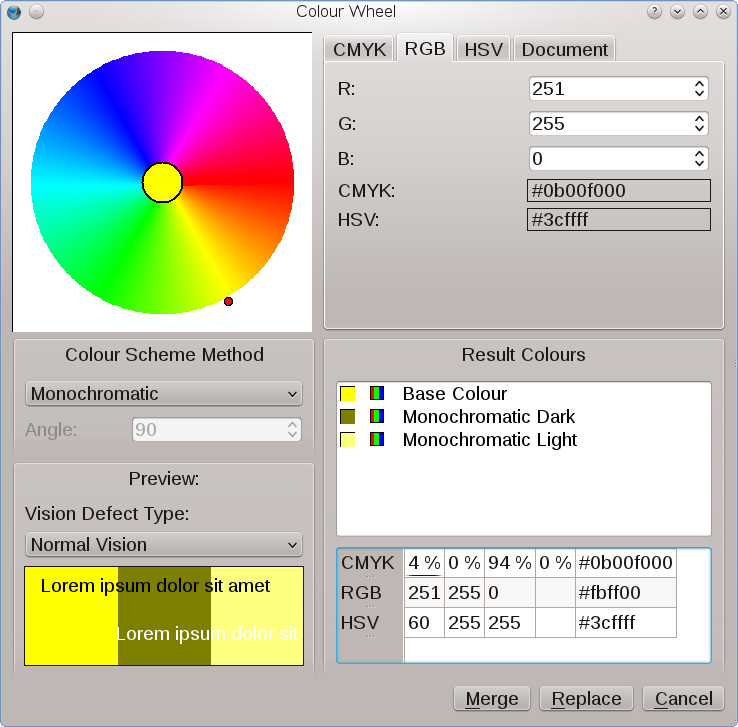 Colour Wheel
CMYK RGB HSV Document
R: 251
G: 255
B: 0
CMYK: #0b00f000
HSV: #3cffff
Colour Scheme Method
Monochromatic
Angle: 90
Preview:
Vision Defect Type:
Normal Vision
Lorem ipsum dolor sit amet
Lorem ipsum dolor sit
Result Colours
Base Colour
Monochromatic Dark
Monochromatic Light
CMYK 4 % 0 % 94 % 0 % #0b00f000
RGB 251 255 0 #fbff00
HSV 60 255 255 #3cffff
Merge Replace Cancel